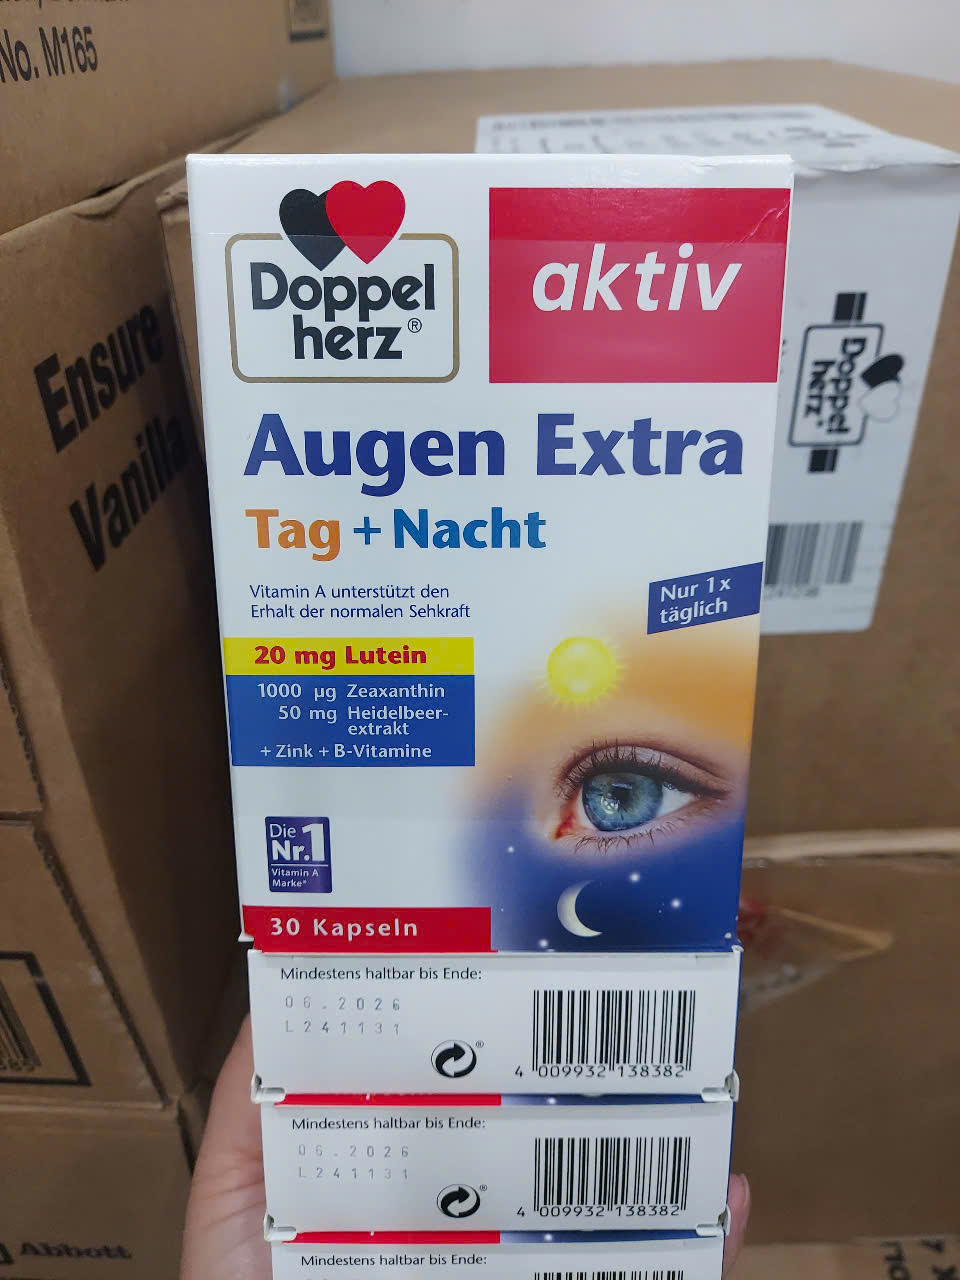 No. M165
Ensure
Vanilla
Abbott
Doppel
herz®
aktiv
Augen Extra
Tag + Nacht
Vitamin A unterstützt den
Erhalt der normalen Sehkraft
Nur 1x
täglich
20 mg Lutein
1000 µg Zeaxanthin
50 mg Heidelbeer-
extrakt
+ Zink + B-Vitamine
Die
Nr.1
Vitamin A
Marke*
30 Kapseln
Mindestens haltbar bis Ende:
06.2026
L241131
4 009932 138382
Mindestens haltbar bis Ende:
06.2026
L241131
4 009932 138382
Mindestens haltbar bis Ende:
Doppel
herz®